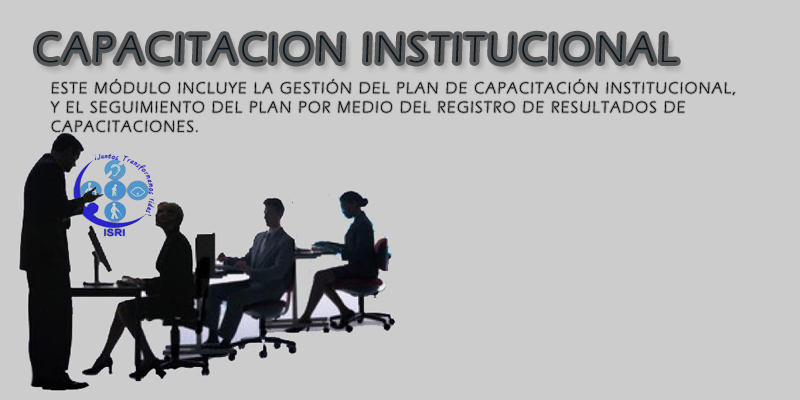 CAPACITACION INSTITUCIONAL
ESTE MÓDULO INCLUYE LA GESTIÓN DEL PLAN DE CAPACITACIÓN INSTITUCIONAL,
Y EL SEGUIMIENTO DEL PLAN POR MEDIO DEL REGISTRO DE RESULTADOS DE
CAPACITACIONES.
¡Juntos Transformamos
ISRI